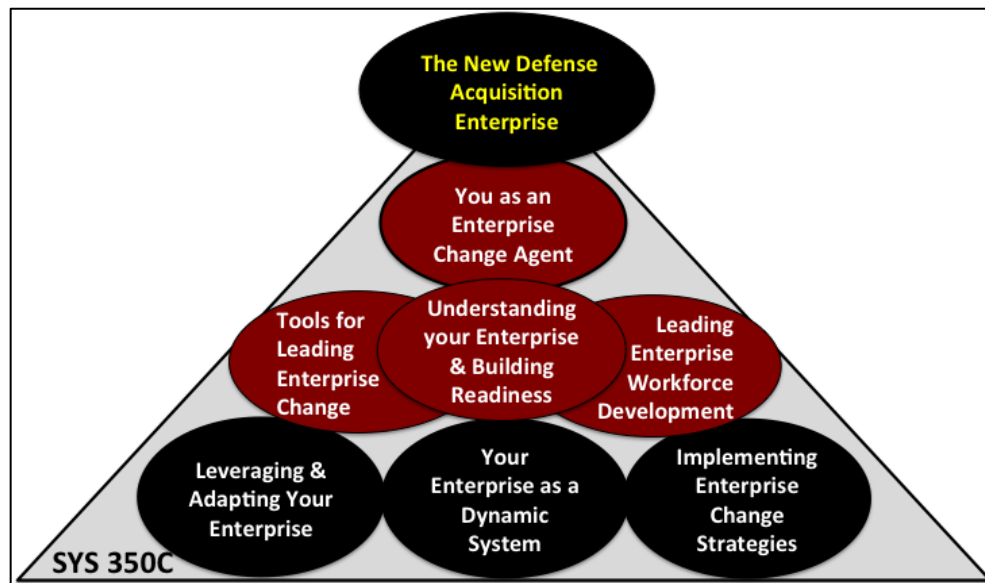 The New Defense
Acquisition
Enterprise
You as an
Enterprise
Change Agent
Tools for
Leading
Enterprise
Change
Understanding
your Enterprise
& Building
Readiness
Leading
Enterprise
Workforce
Development
Leveraging &
Adapting Your
Enterprise
Your
Enterprise as a
Dynamic
System
Implementing
Enterprise
Change
Strategies
SYS 350C